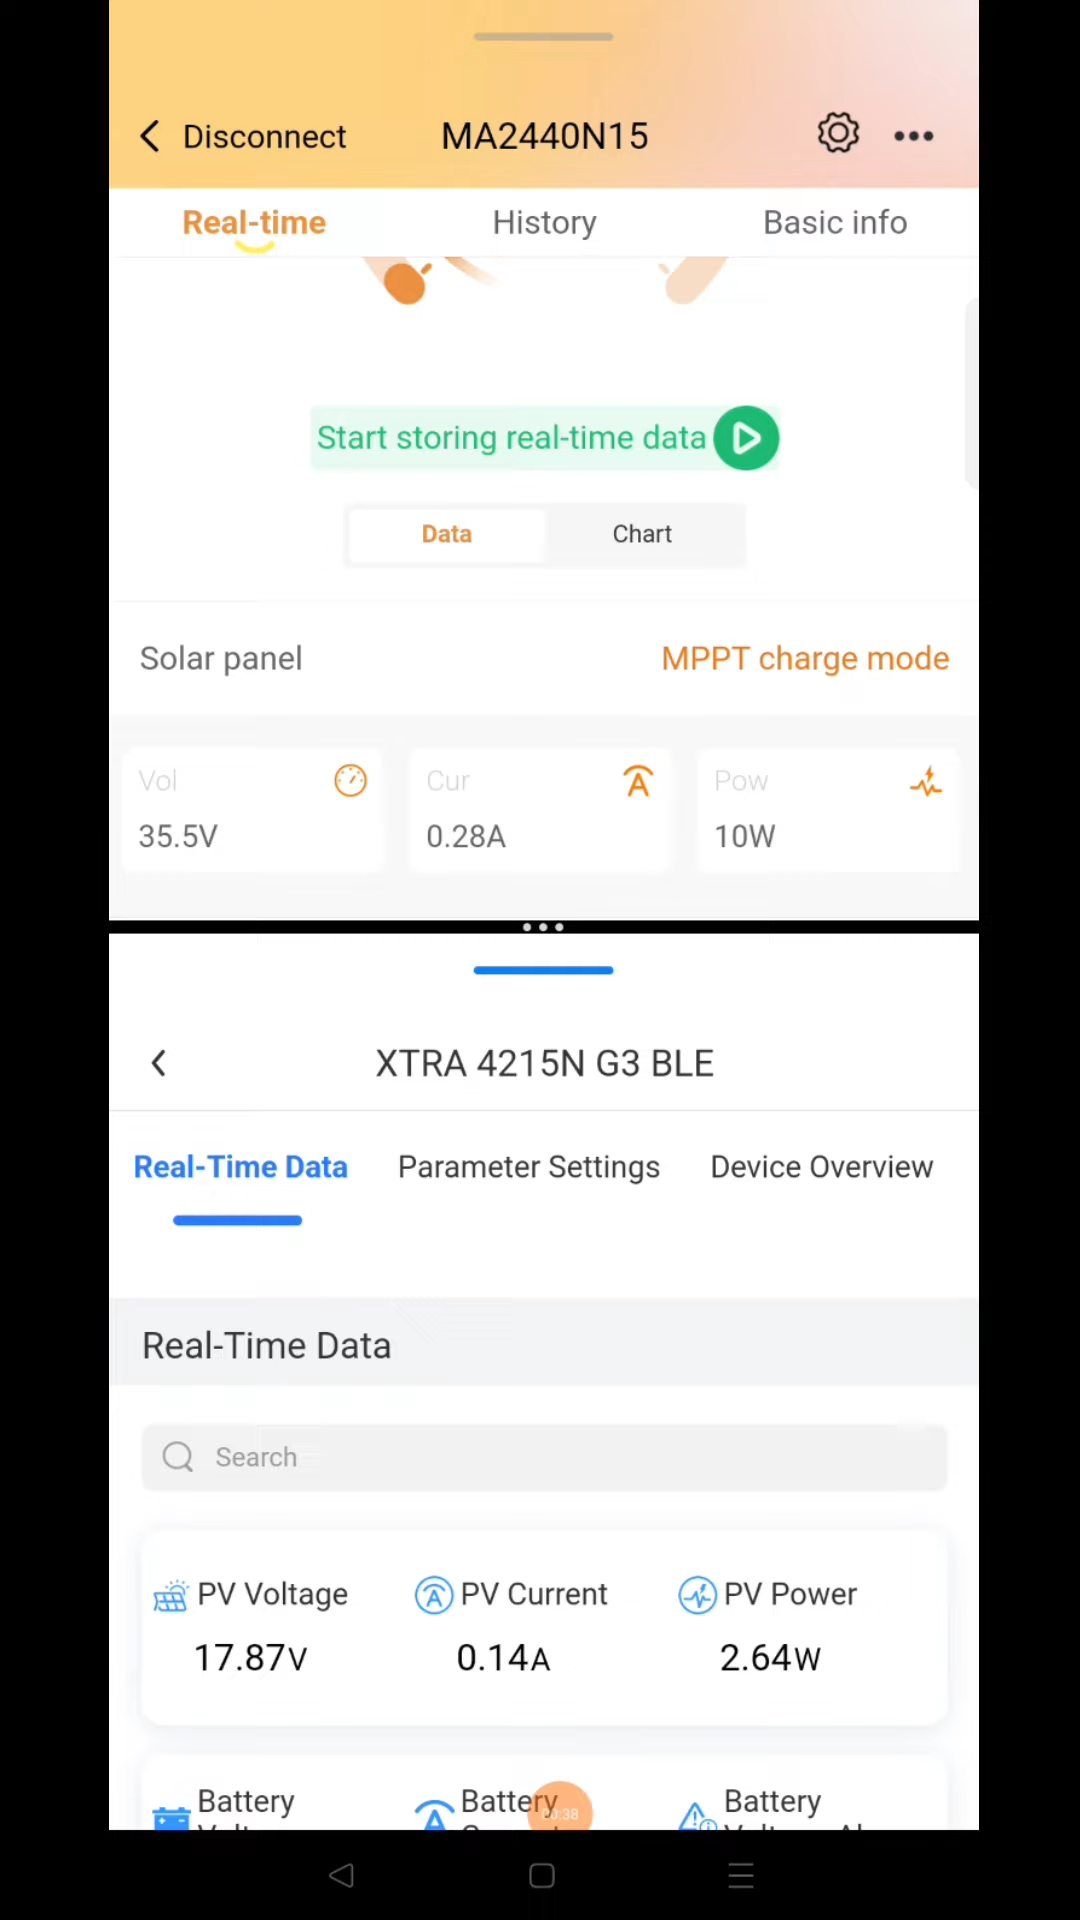 Disconnect MA2440N15
Real-time History Basic info
Start storing real-time data
Data Chart
Solar panel MPPT charge mode
Vol Cur Pow
35.5V 0.28A 10W
XTRA 4215N G3 BLE
Real-Time Data Parameter Settings Device Overview
Real-Time Data
Search
PV Voltage PV Current PV Power
17.87V 0.14A 2.64W
Battery Battery Battery
00:38